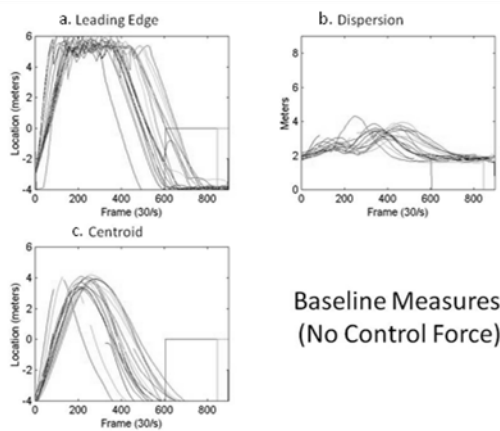 a. Leading Edge
6
4
2
0
-2
-4
0 200 400 600 800
Location (meters)
Frame (30/s)
b. Dispersion
8
6
4
2
0
0 200 400 600 800
Meters
Frame (30/s)
c. Centroid
6
4
2
0
-2
-4
0 200 400 600 800
Location (meters)
Frame (30/s)
Baseline Measures
(No Control Force)